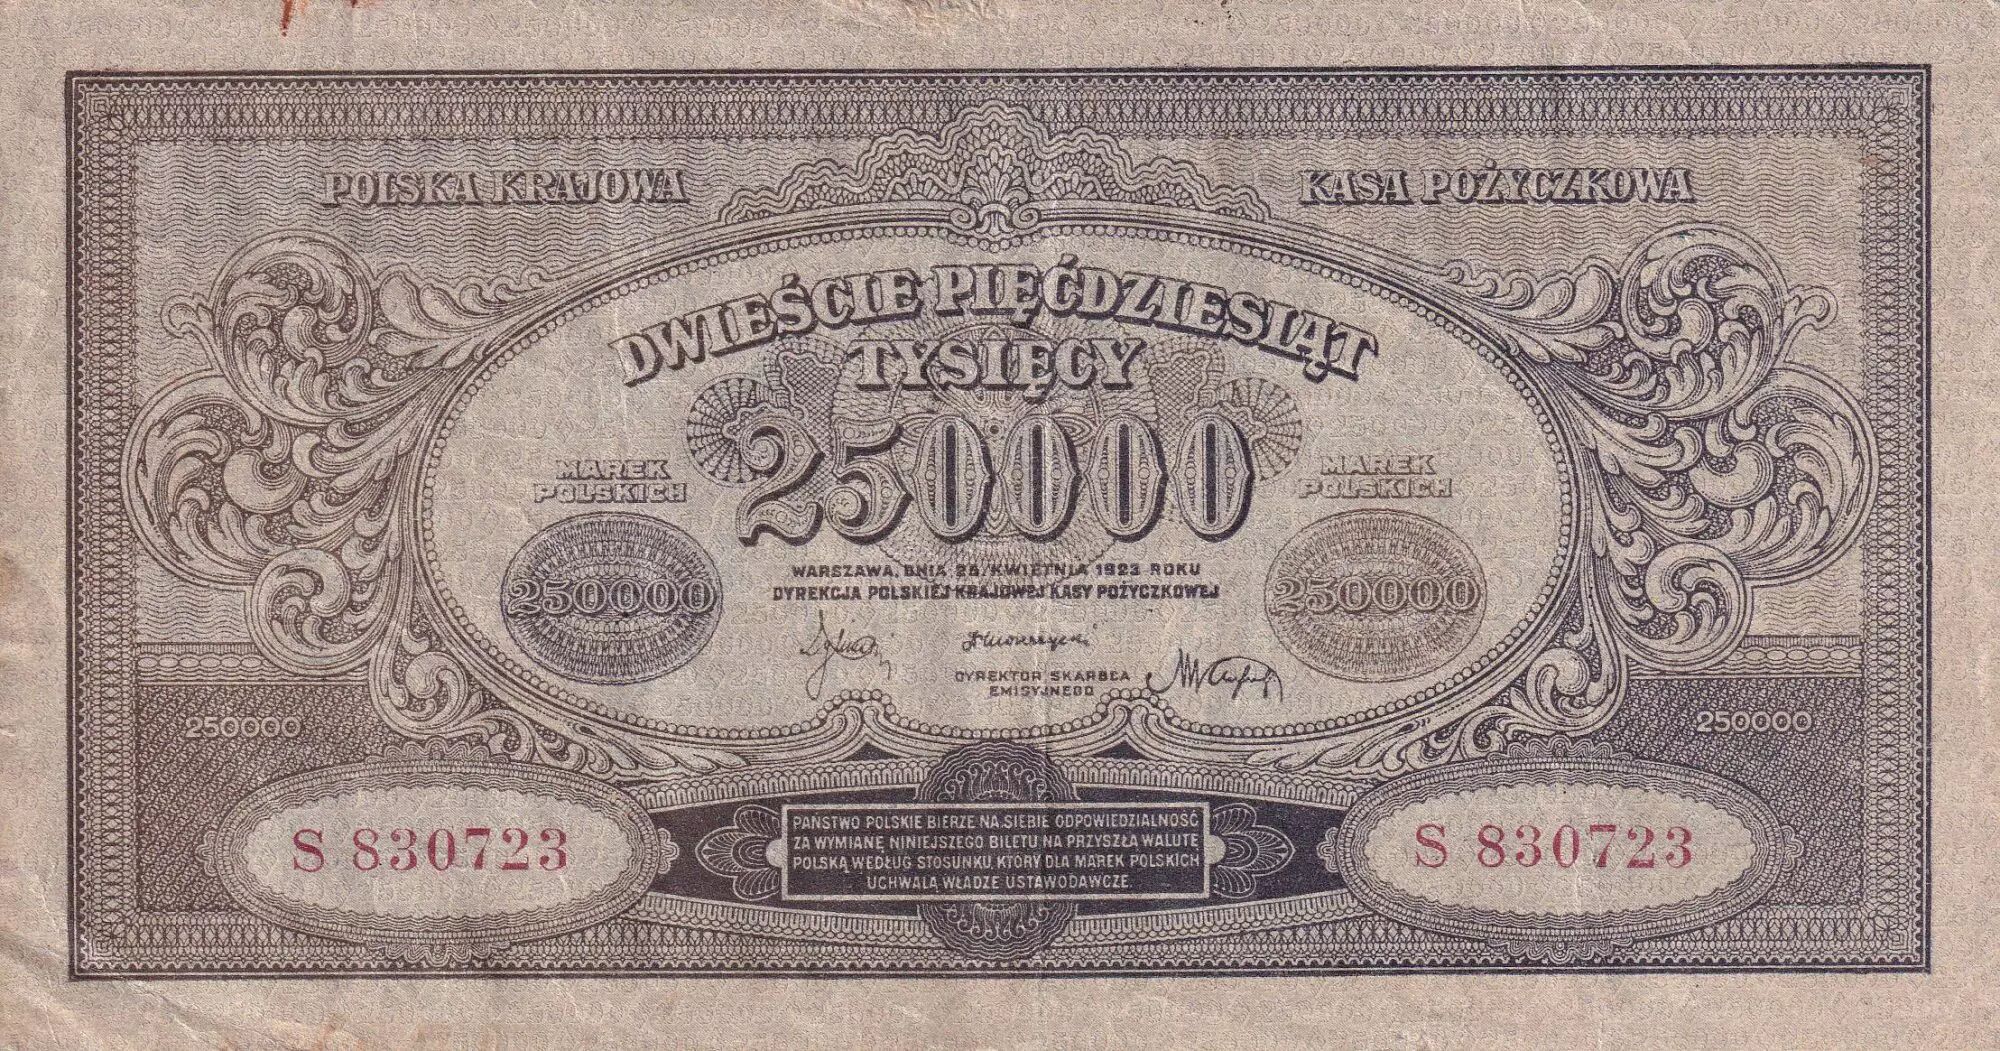 POLSKA KRAJOWA KASA POŻYCZKOWA
DWIEŚCIE PIĘĆDZIESIĄT
TYSIĘCY
250000
MAREK
POLSKICH
MAREK
POLSKICH
250000
250000
WARSZAWA, DNIA 25, KWIETNIA 1923 ROKU
DYREKCJA POLSKIEJ KRAJOWEJ KASY POŻYCZKOWEJ
DYREKTOR SKARBCA
EMISYJNEGO
250000
250000
S 830723
S 830723
PAŃSTWO POLSKIE BIERZE NA SIEBIE ODPOWIEDZIALNOŚĆ
ZA WYMIANĘ NINIEJSZEGO BILETU NA PRZYSZŁĄ WALUTĘ
POLSKĄ WEDŁUG STOSUNKU, KTÓRY DLA MAREK POLSKICH
UCHWALĄ WŁADZE USTAWODAWCZE.